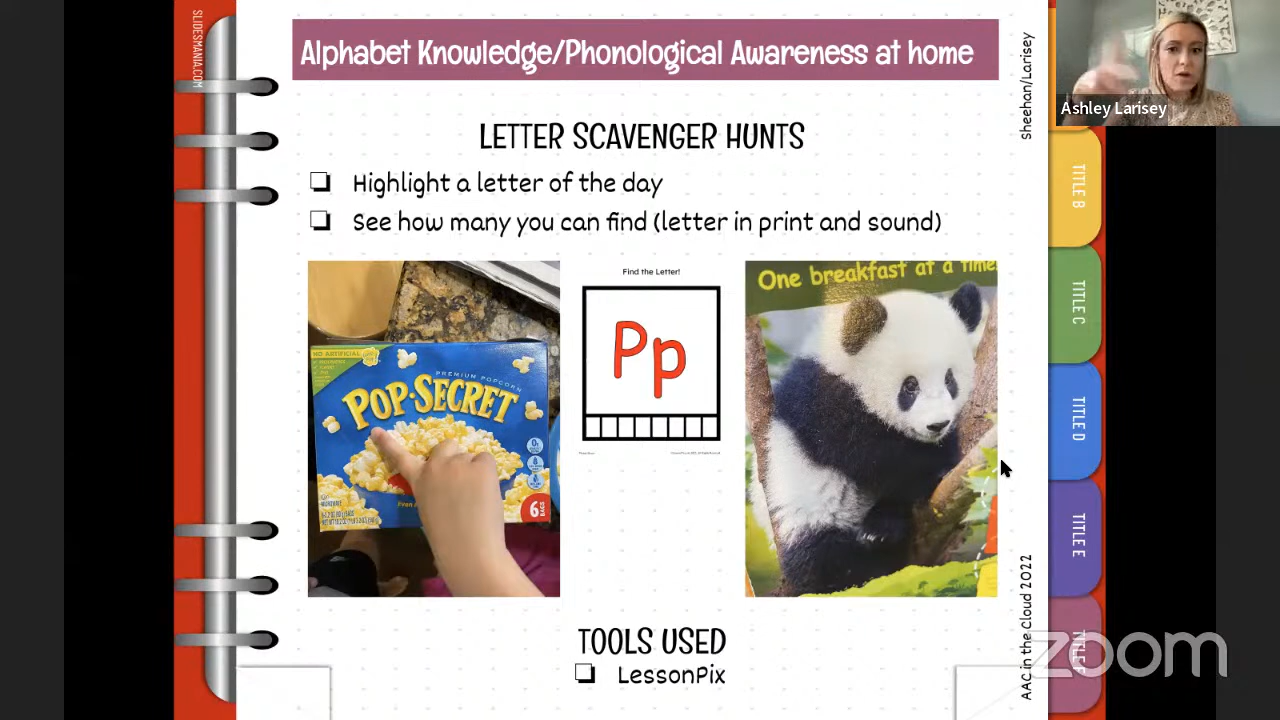 SLIDESMANIA.COM
Alphabet Knowledge/Phonological Awareness at home
Sheehan/Larisey
Ashley Larisey
LETTER SCAVENGER HUNTS
❏ Highlight a letter of the day
❏ See how many you can find (letter in print and sound)
NO ARTIFICIAL
PREMIUM POPCORN
POP·SECRET
6
BAGS
Find the Letter!
Pp
One breakfast at a time
TOOLS USED
❏ LessonPix
AAC in the Cloud 2022
TITLE B
TITLE C
TITLE D
TITLE E
zoom